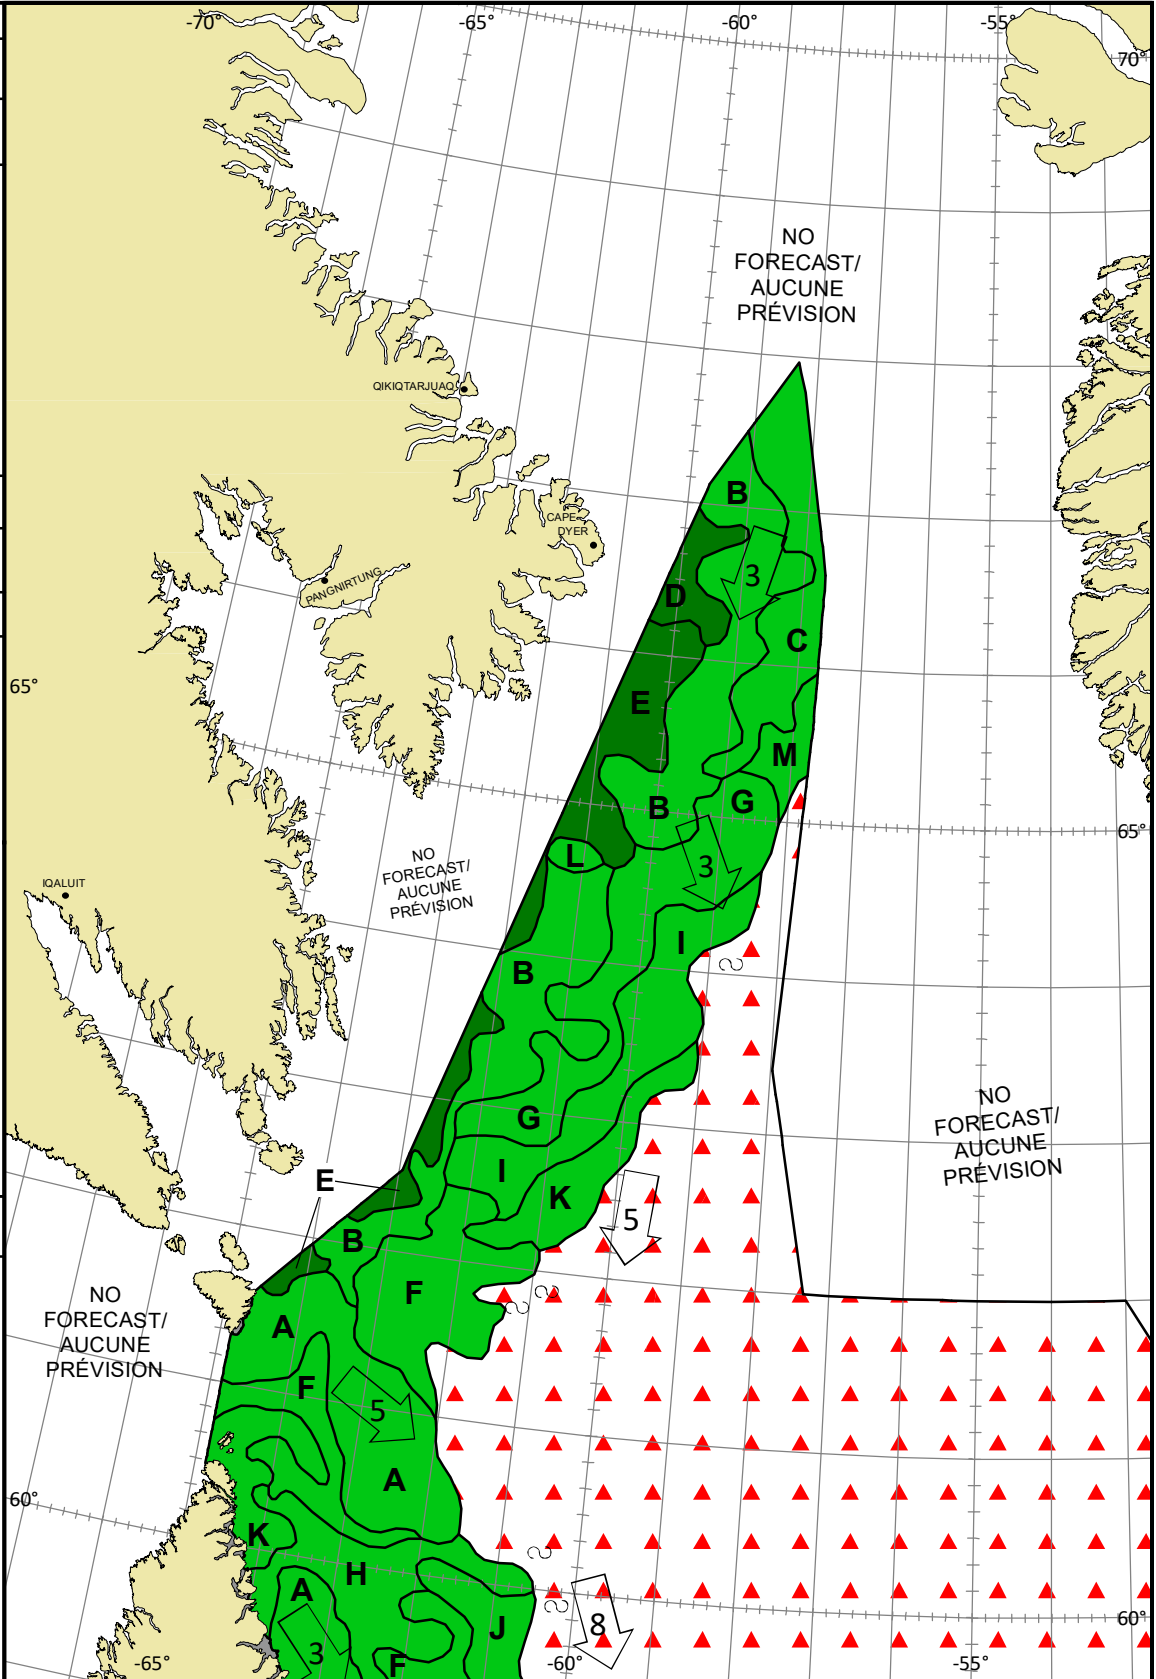 -70°
-65°
-60°
-55°
70°
NO
FORECAST/
AUCUNE
PRÉVISION
QIKIQTARJUAQ
B
CAPE
DYER
3
PANGNIRTUNG
D
C
65°
E
M
G
B
65°
L
3
NO
FORECAST/
AUCUNE
PRÉVISION
IQALUIT
I
B
G
NO
FORECAST/
AUCUNE
PRÉVISION
I
E
K
5
B
F
NO
FORECAST/
AUCUNE
PRÉVISION
A
F
5
A
60°
K
H
A
J
8
60°
3
F
-65°
-60°
-55°